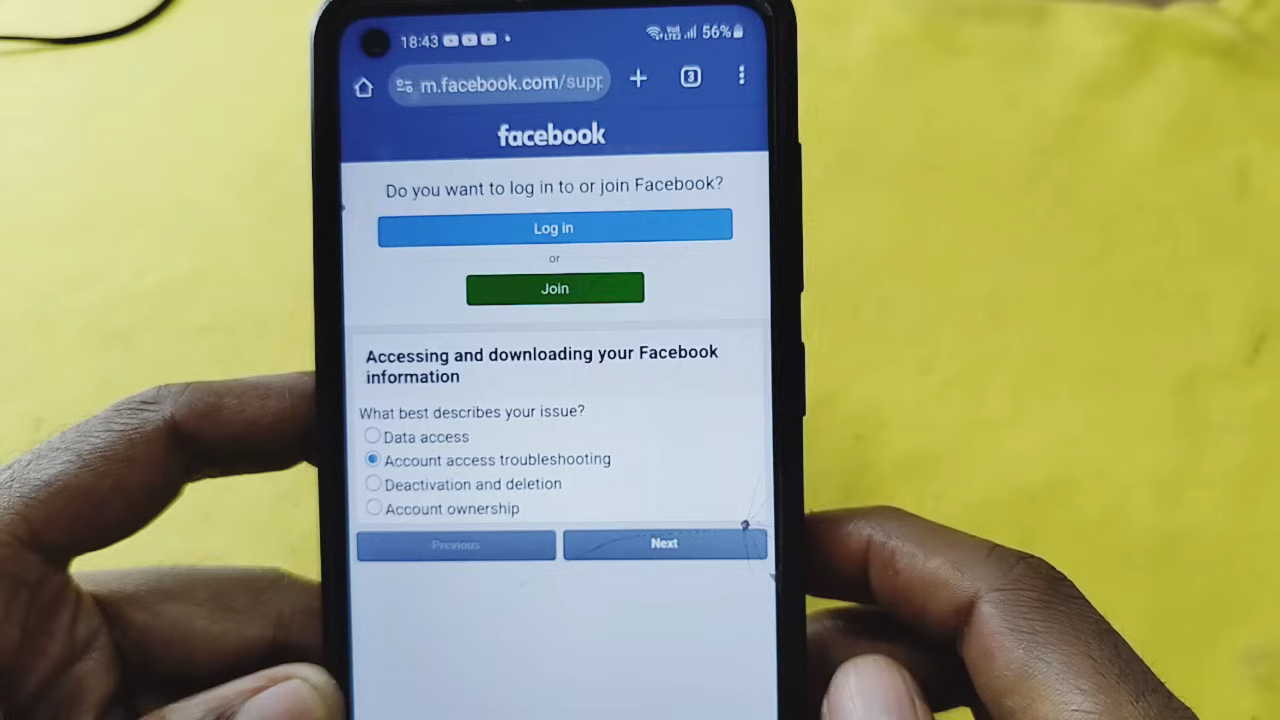 18:43 56%
m.facebook.com/supp 3
facebook
Do you want to log in to or join Facebook?
Log in
or
Join
Accessing and downloading your Facebook
information
What best describes your issue?
Data access
Account access troubleshooting
Deactivation and deletion
Account ownership
Previous Next